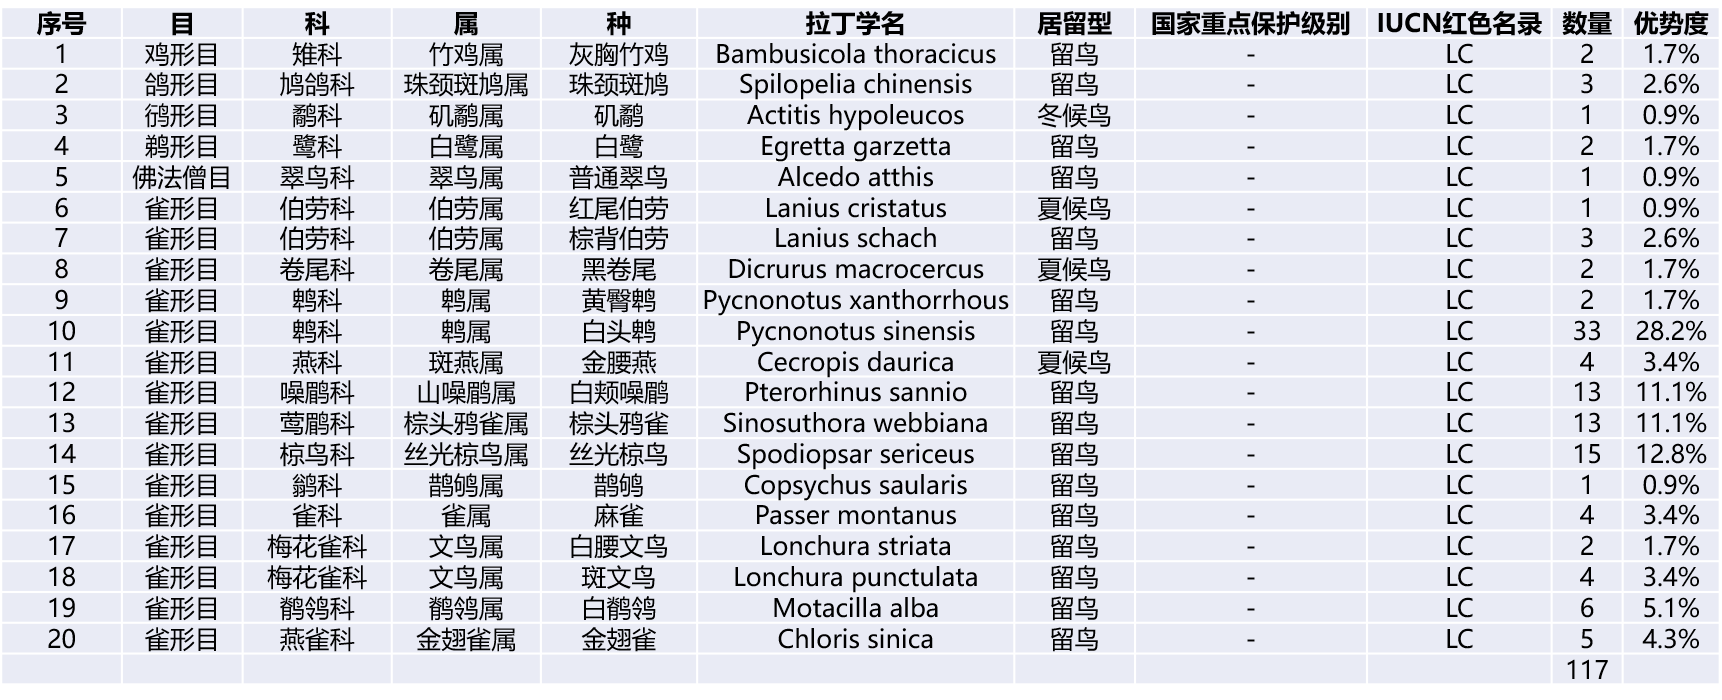 序号 目 科 属 种 拉丁学名 居留型 国家重点保护级别 IUCN红色名录 数量 优势度
1 鸡形目 雉科 竹鸡属 灰胸竹鸡 Bambusicola thoracicus 留鸟 - LC 2 1.7%
2 鸽形目 鸠鸽科 珠颈斑鸠属 珠颈斑鸠 Spilopelia chinensis 留鸟 - LC 3 2.6%
3 鸻形目 鹬科 矶鹬属 矶鹬 Actitis hypoleucos 冬候鸟 - LC 1 0.9%
4 鹈形目 鹭科 白鹭属 白鹭 Egretta garzetta 留鸟 - LC 2 1.7%
5 佛法僧目 翠鸟科 翠鸟属 普通翠鸟 Alcedo atthis 留鸟 - LC 1 0.9%
6 雀形目 伯劳科 伯劳属 红尾伯劳 Lanius cristatus 夏候鸟 - LC 1 0.9%
7 雀形目 伯劳科 伯劳属 棕背伯劳 Lanius schach 留鸟 - LC 3 2.6%
8 雀形目 卷尾科 卷尾属 黑卷尾 Dicrurus macrocercus 夏候鸟 - LC 2 1.7%
9 雀形目 鹎科 鹎属 黄臀鹎 Pycnonotus xanthorrhous 留鸟 - LC 2 1.7%
10 雀形目 鹎科 鹎属 白头鹎 Pycnonotus sinensis 留鸟 - LC 33 28.2%
11 雀形目 燕科 斑燕属 金腰燕 Cecropis daurica 夏候鸟 - LC 4 3.4%
12 雀形目 噪鹛科 山噪鹛属 白颊噪鹛 Pterorhinus sannio 留鸟 - LC 13 11.1%
13 雀形目 莺鹛科 棕头鸦雀属 棕头鸦雀 Sinosuthora webbiana 留鸟 - LC 13 11.1%
14 雀形目 椋鸟科 丝光椋鸟属 丝光椋鸟 Spodiopsar sericeus 留鸟 - LC 15 12.8%
15 雀形目 鹟科 鹊鸲属 鹊鸲 Copsychus saularis 留鸟 - LC 1 0.9%
16 雀形目 雀科 雀属 麻雀 Passer montanus 留鸟 - LC 4 3.4%
17 雀形目 梅花雀科 文鸟属 白腰文鸟 Lonchura striata 留鸟 - LC 2 1.7%
18 雀形目 梅花雀科 文鸟属 斑文鸟 Lonchura punctulata 留鸟 - LC 4 3.4%
19 雀形目 鹡鸰科 鹡鸰属 白鹡鸰 Motacilla alba 留鸟 - LC 6 5.1%
20 雀形目 燕雀科 金翅雀属 金翅雀 Chloris sinica 留鸟 - LC 5 4.3%
117